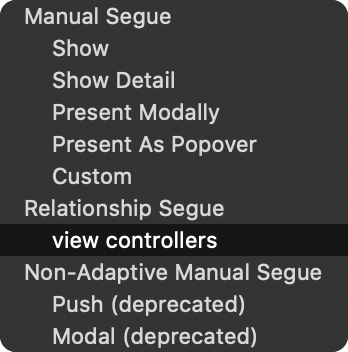 Manual Segue
Show
Show Detail
Present Modally
Present As Popover
Custom
Relationship Segue
view controllers
Non-Adaptive Manual Segue
Push (deprecated)
Modal (deprecated)